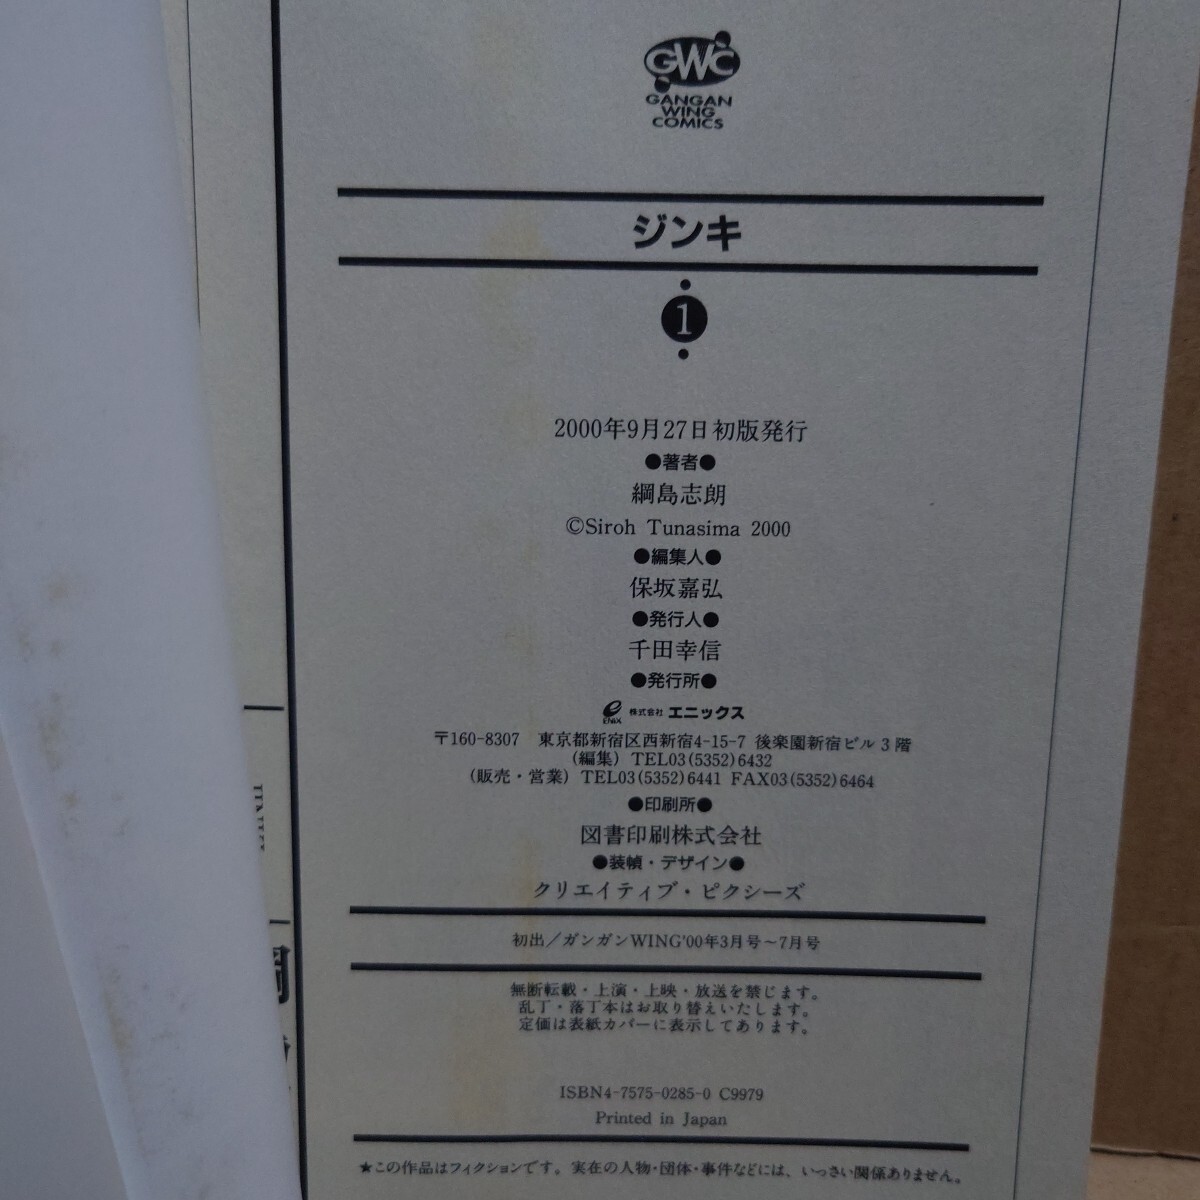 GWC
GANGAN
WING
COMICS
ジンキ
1
2000年9月27日初版発行
●著者●
綱島志朗
©Siroh Tunasima 2000
●編集人●
保坂嘉弘
●発行人●
千田幸信
●発行所●
ENIX 株式会社 エニックス
〒160-8307 東京都新宿区西新宿4-15-7 後楽園新宿ビル3階
(編集) TEL03(5352)6432
(販売・営業) TEL03(5352)6441 FAX03(5352)6464
●印刷所●
図書印刷株式会社
●装幀・デザイン●
クリエイティブ・ピクシーズ
初出/ガンガンWING'00年3月号～7月号
無断転載・上演・上映・放送を禁じます。
乱丁・落丁本はお取り替えいたします。
定価は表紙カバーに表示してあります。
ISBN4-7575-0285-0 C9979
Printed in Japan
★この作品はフィクションです。実在の人物・団体・事件などには、いっさい関係ありません。